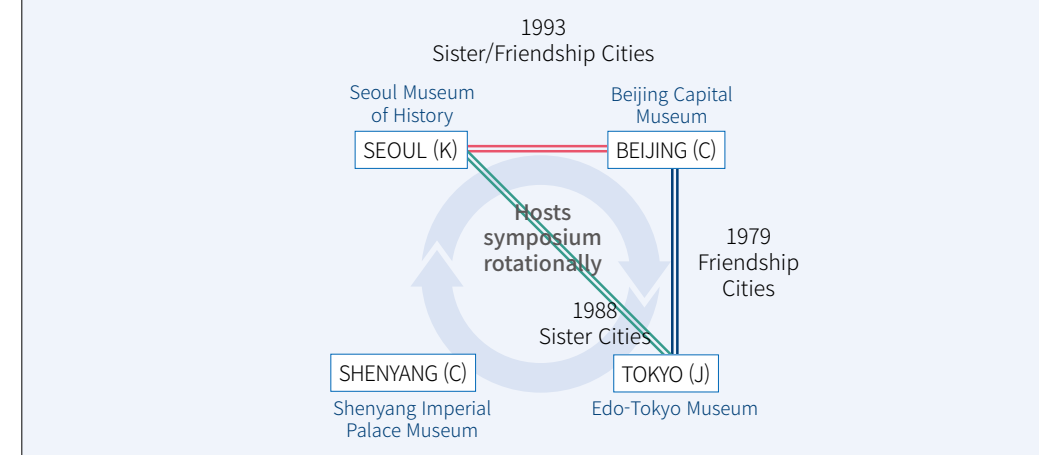 1993
Sister/Friendship Cities
Seoul Museum
of History
Beijing Capital
Museum
SEOUL (K)
BEIJING (C)
Hosts
symposium
rotationally
1979
Friendship
Cities
1988
Sister Cities
SHENYANG (C)
TOKYO (J)
Shenyang Imperial
Palace Museum
Edo-Tokyo Museum